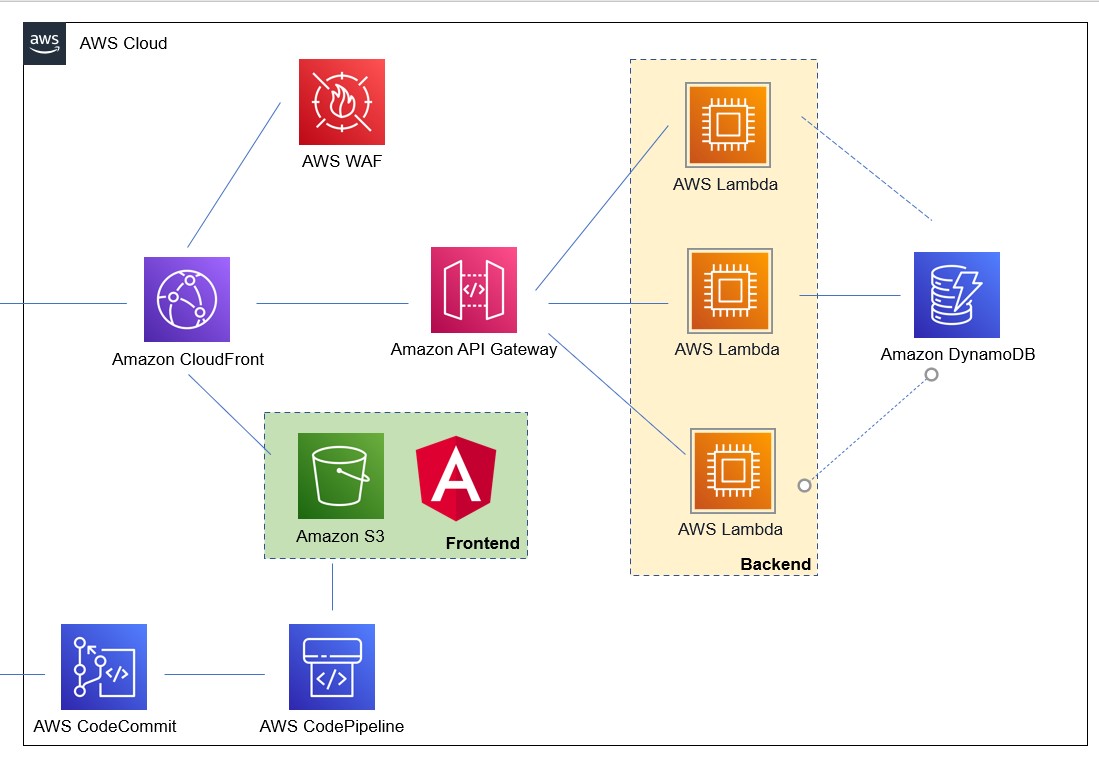 aws
AWS Cloud
AWS WAF
AWS Lambda
Amazon CloudFront
</>
Amazon API Gateway
AWS Lambda
Amazon DynamoDB
Amazon S3
A
Frontend
AWS Lambda
Backend
</>
AWS CodeCommit
</>
AWS CodePipeline